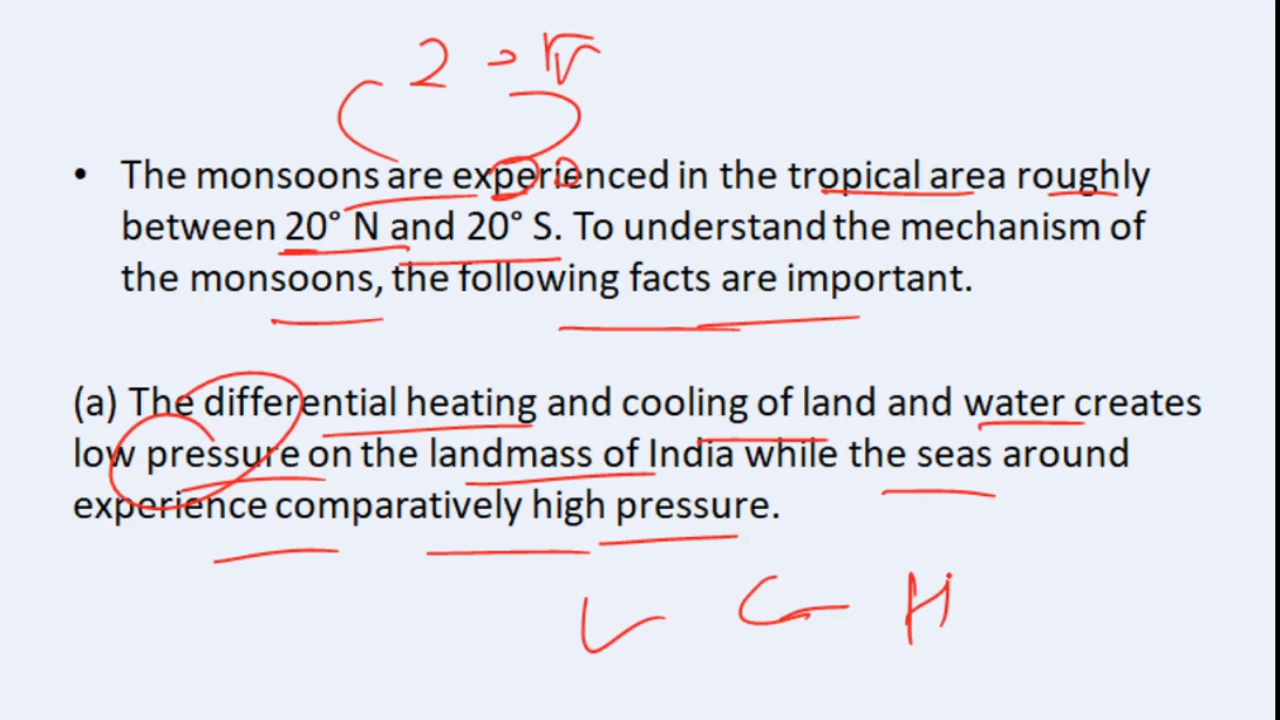 • The monsoons are experienced in the tropical area roughly
between 20° N and 20° S. To understand the mechanism of
the monsoons, the following facts are important.
(a) The differential heating and cooling of land and water creates
low pressure on the landmass of India while the seas around
experience comparatively high pressure.
L ← H